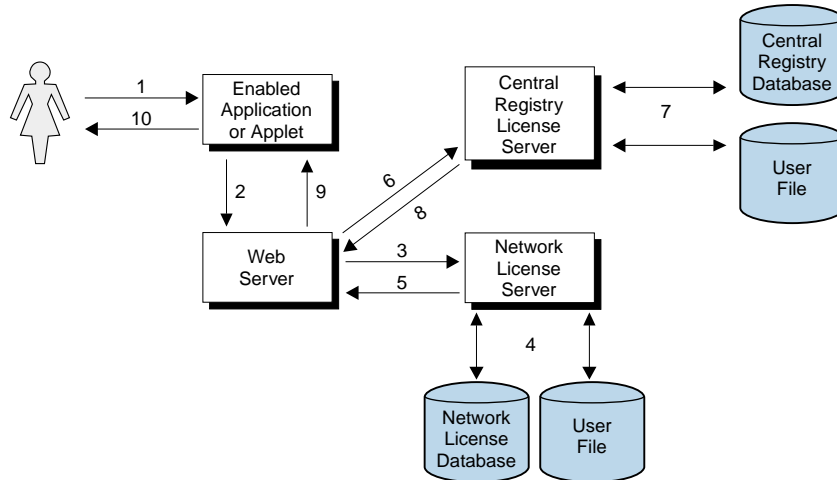 1
10
Enabled
Application
or Applet
Central
Registry
License
Server
7
Central
Registry
Database
User
File
2
9
6
8
Web
Server
3
5
Network
License
Server
4
Network
License
Database
User
File